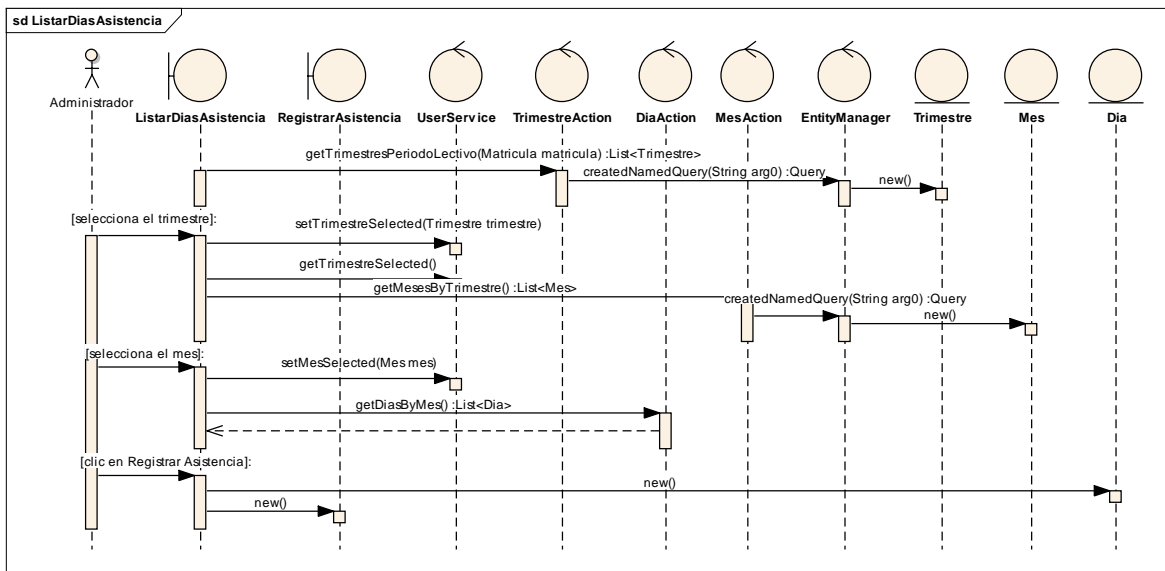 sd ListarDiasAsistencia
Administrador
ListarDiasAsistencia RegistrarAsistencia UserService TrimestreAction DiaAction MesAction EntityManager Trimestre Mes Dia
getTrimestresPeriodoLectivo(Matricula matricula) :List<Trimestre>
createdNamedQuery(String arg0) :Query
new()
[selecciona el trimestre]:
setTrimestreSelected(Trimestre trimestre)
getTrimestreSelected()
getMesesByTrimestre() :List<Mes>
createdNamedQuery(String arg0) :Query
new()
[selecciona el mes]:
setMesSelected(Mes mes)
getDiasByMes() :List<Dia>
[clic en Registrar Asistencia]:
new()
new()